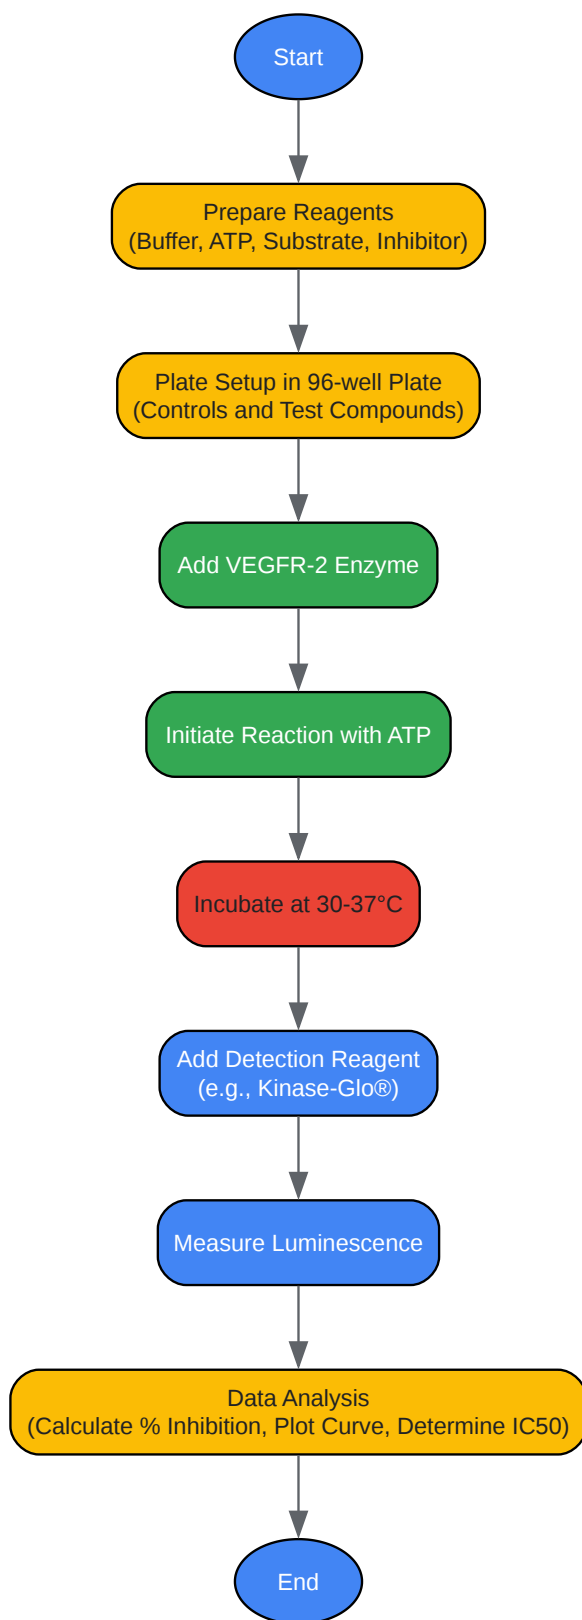 Start
Prepare Reagents
(Buffer, ATP, Substrate, Inhibitor)
Plate Setup in 96-well Plate
(Controls and Test Compounds)
Add VEGFR-2 Enzyme
Initiate Reaction with ATP
Incubate at 30-37°C
Add Detection Reagent
(e.g., Kinase-Glo®)
Measure Luminescence
Data Analysis
(Calculate % Inhibition, Plot Curve, Determine IC50)
End